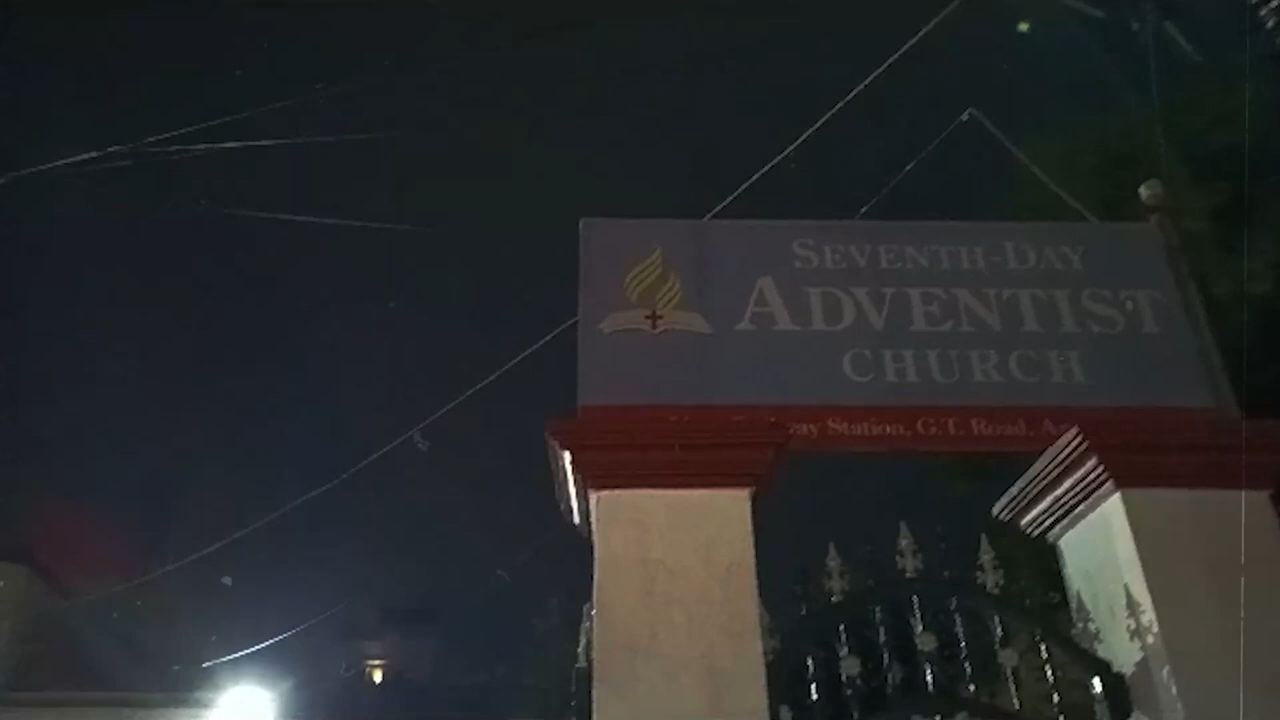 SEVENTH-DAY
ADVENTIST
CHURCH
Station, G.T. Road,